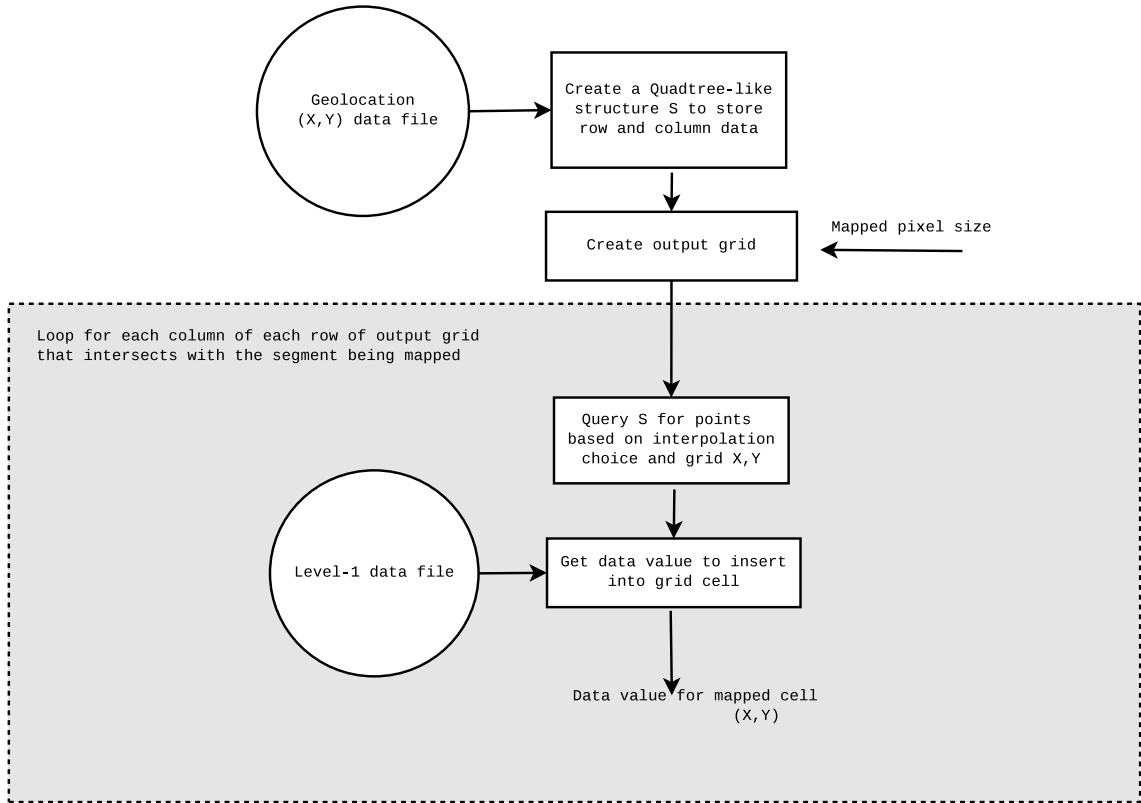 Geolocation
(X,Y) data file
Create a Quadtree-like
structure S to store
row and column data
Mapped pixel size
Create output grid
Loop for each column of each row of output grid
that intersects with the segment being mapped
Query S for points
based on interpolation
choice and grid X,Y
Level-1 data file
Get data value to insert
into grid cell
Data value for mapped cell
(X,Y)